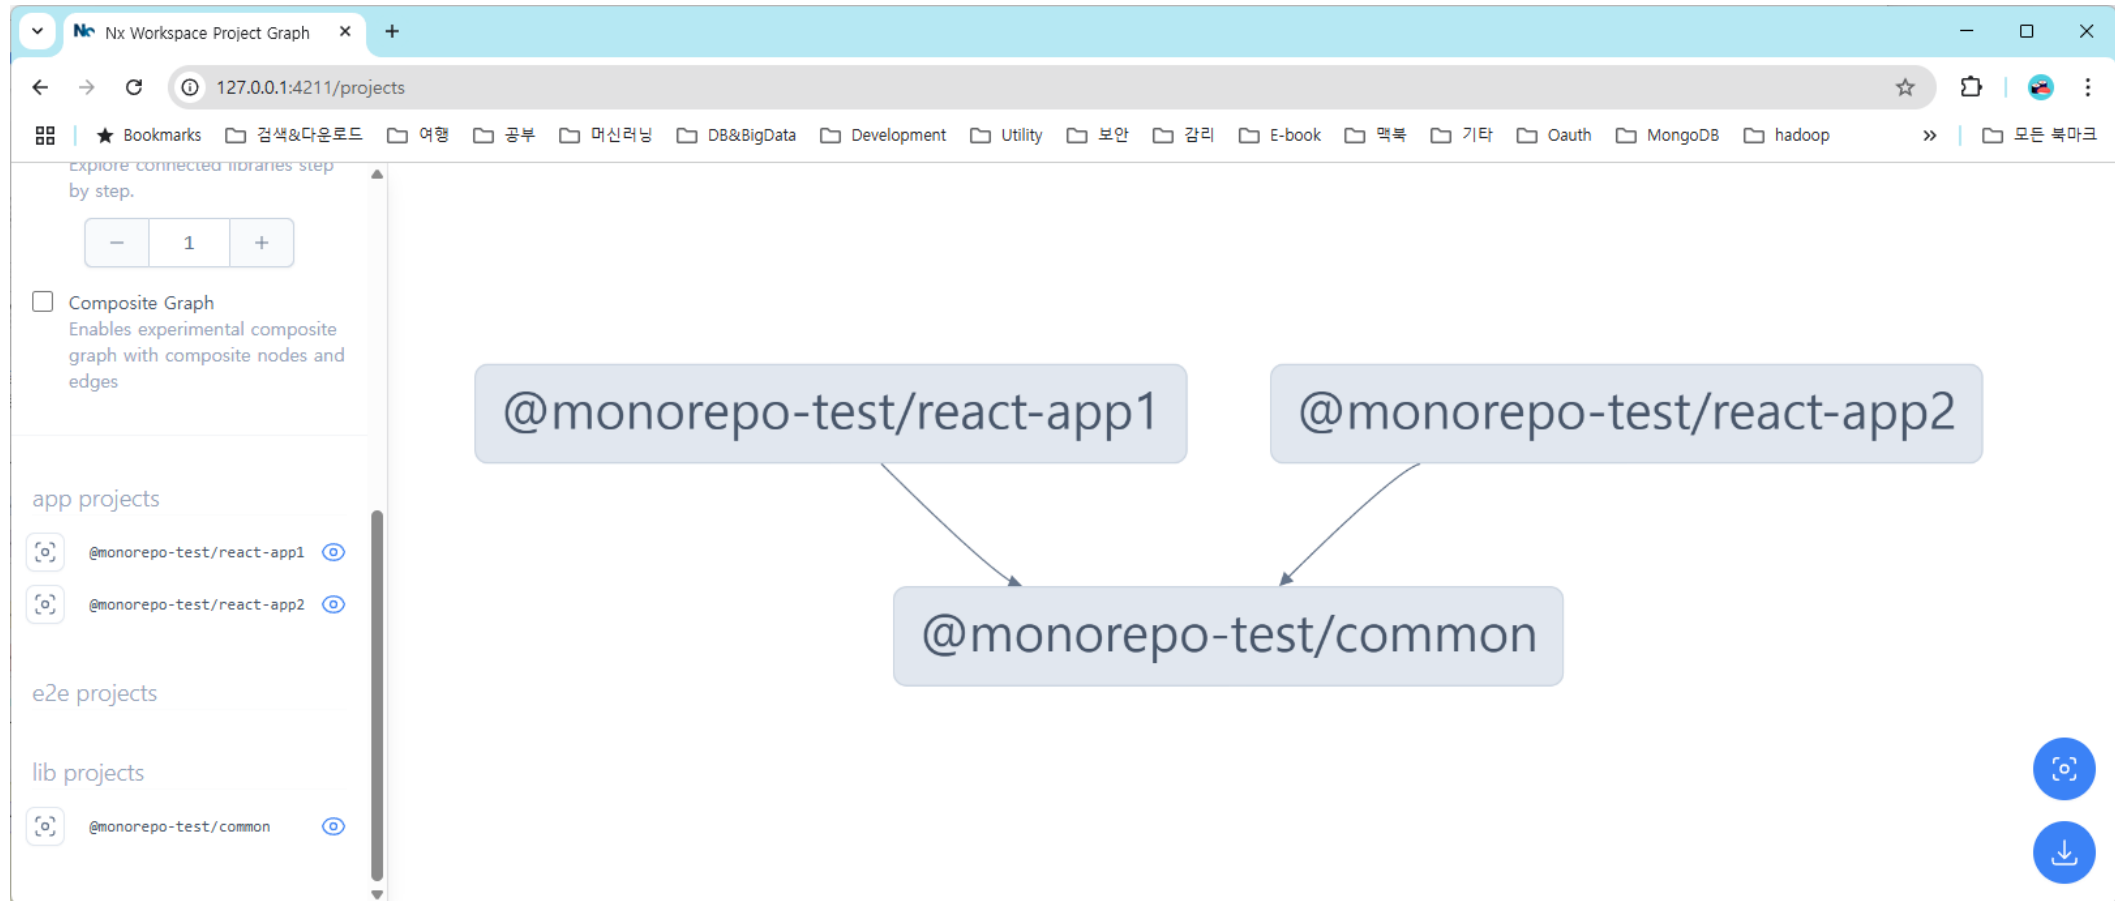 Nx Workspace Project Graph
127.0.0.1:4211/projects
Bookmarks 검색&다운로드 여행 공부 머신러닝 DB&BigData Development Utility 보안 감리 E-book 맥북 기타 Oauth MongoDB hadoop » 모든 북마크
Explore connected libraries step
by step.
− 1 +
Composite Graph
Enables experimental composite
graph with composite nodes and
edges
app projects
@monorepo-test/react-app1
@monorepo-test/react-app2
e2e projects
lib projects
@monorepo-test/common
@monorepo-test/react-app1
@monorepo-test/react-app2
@monorepo-test/common